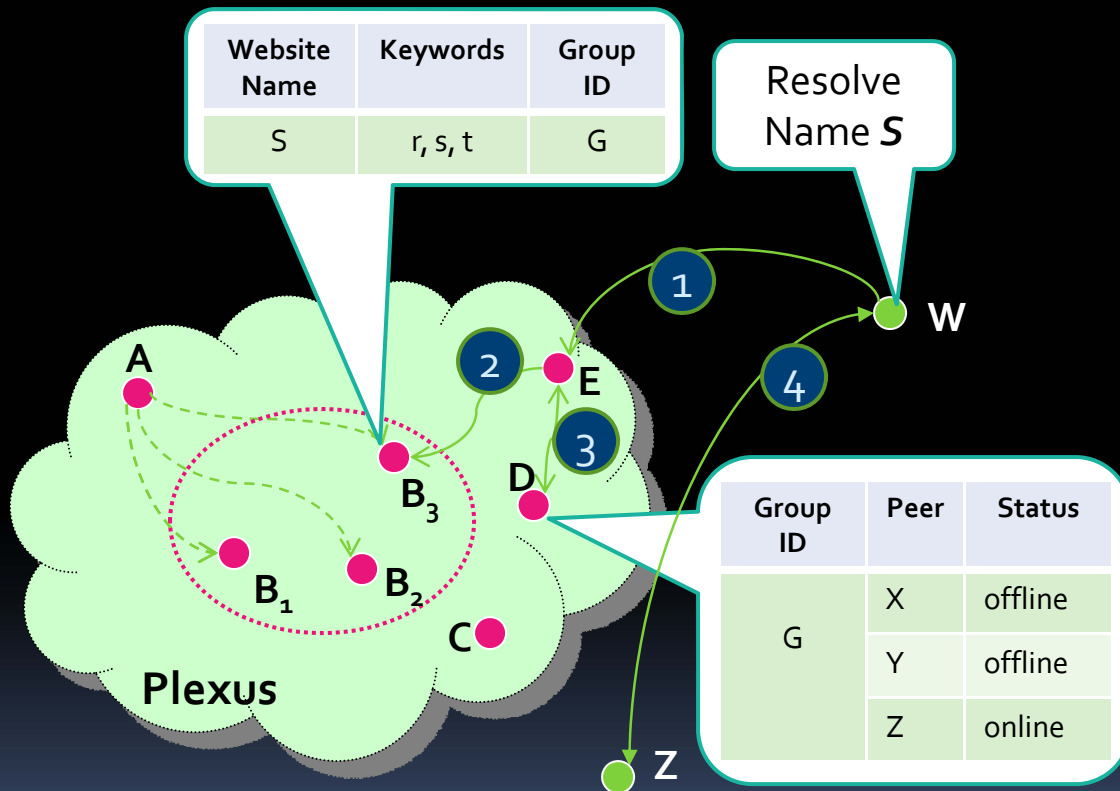 Website Name Keywords Group ID
S r, s, t G
Resolve
Name S
1
W
2
A
E
4
3
B3
D
B1
B2
C
Plexus
Group ID Peer Status
G X offline
Y offline
Z online
Z